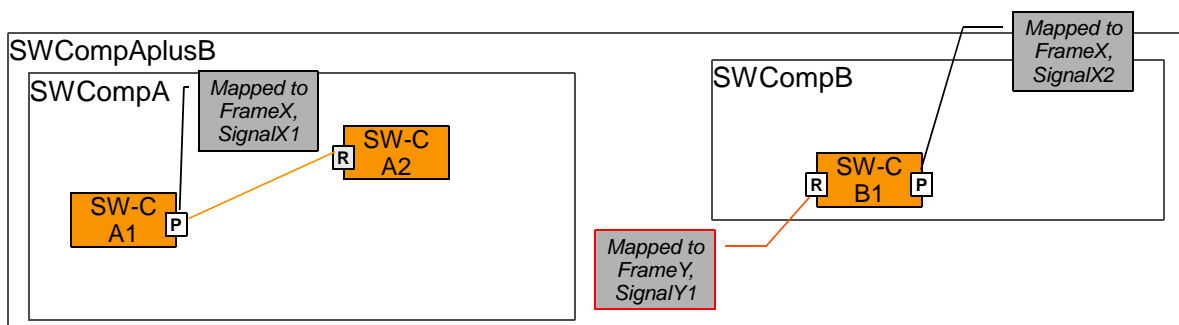 SWCompAplusB
SWCompA
Mapped to
FrameX,
SignalX1
SW-C
A2
R
SW-C
A1
P
SWCompB
Mapped to
FrameX,
SignalX2
R
SW-C
B1
P
Mapped to
FrameY,
SignalY1